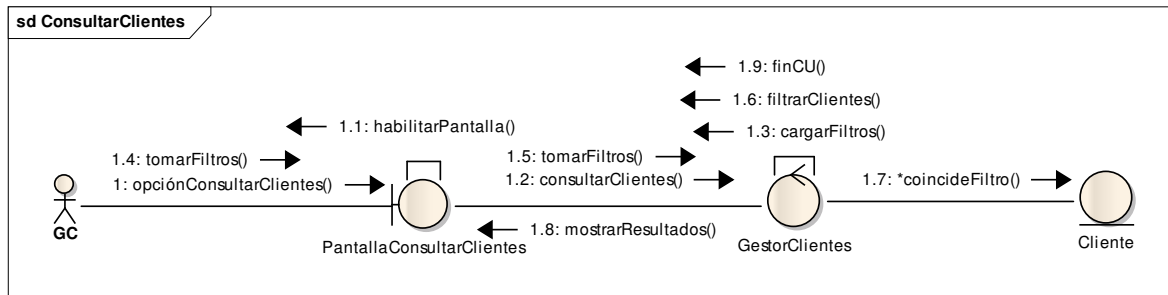 sd ConsultarClientes
1.9: finCU()
1.6: filtrarClientes()
1.1: habilitarPantalla()
1.3: cargarFiltros()
1.4: tomarFiltros()
1.5: tomarFiltros()
1: opciónConsultarClientes()
1.2: consultarClientes()
1.7: *coincideFiltro()
GC
1.8: mostrarResultados()
PantallaConsultarClientes
GestorClientes
Cliente